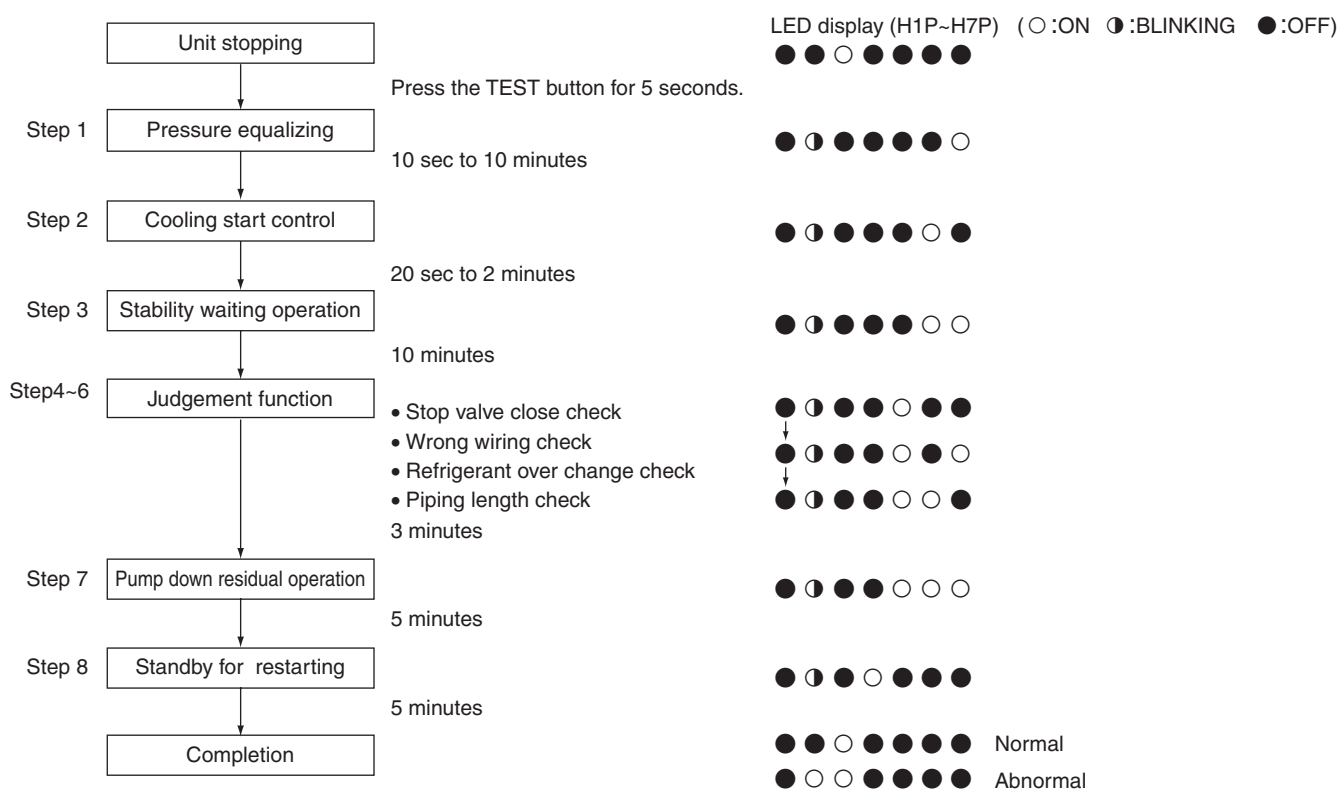 LED display (H1P~H7P) (○:ON ◑:BLINKING ●:OFF)
Unit stopping
●●○●●●●
Press the TEST button for 5 seconds.
Step 1 Pressure equalizing
●◑●●●●○
10 sec to 10 minutes
Step 2 Cooling start control
●◑●●●○●
20 sec to 2 minutes
Step 3 Stability waiting operation
●◑●●●○○
10 minutes
Step4~6 Judgement function
• Stop valve close check
●◑●●○●●
• Wrong wiring check
●◑●●○●○
• Refrigerant over change check
• Piping length check
●◑●●○○●
3 minutes
Step 7 Pump down residual operation
●◑●●○○○
5 minutes
Step 8 Standby for restarting
●◑●○●●●
5 minutes
Completion
●●○●●●● Normal
●○○●●●● Abnormal